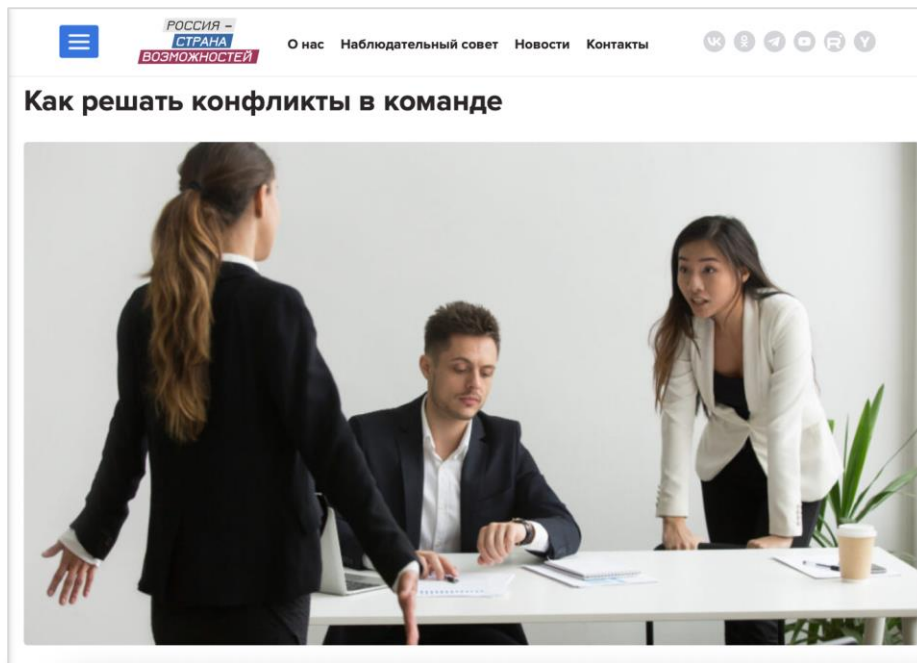 РОССИЯ –
СТРАНА
ВОЗМОЖНОСТЕЙ
О нас Наблюдательный совет Новости Контакты
Как решать конфликты в команде